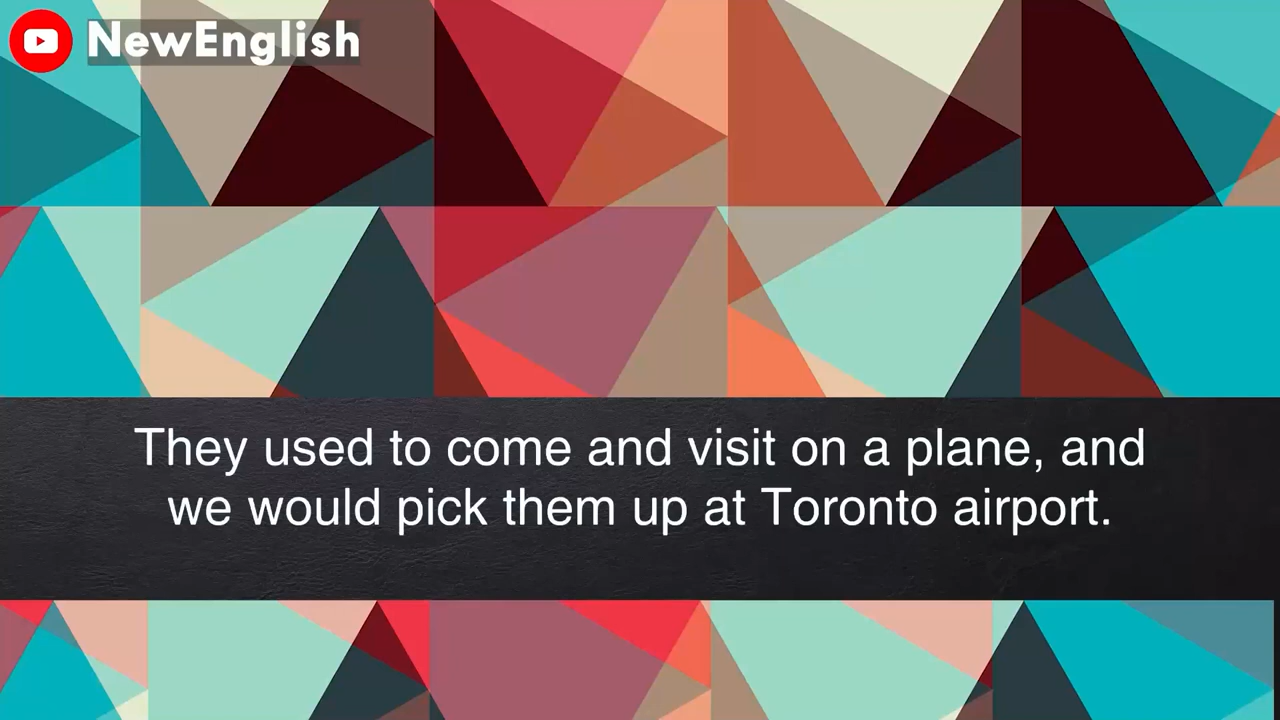 NewEnglish
They used to come and visit on a plane, and
we would pick them up at Toronto airport.